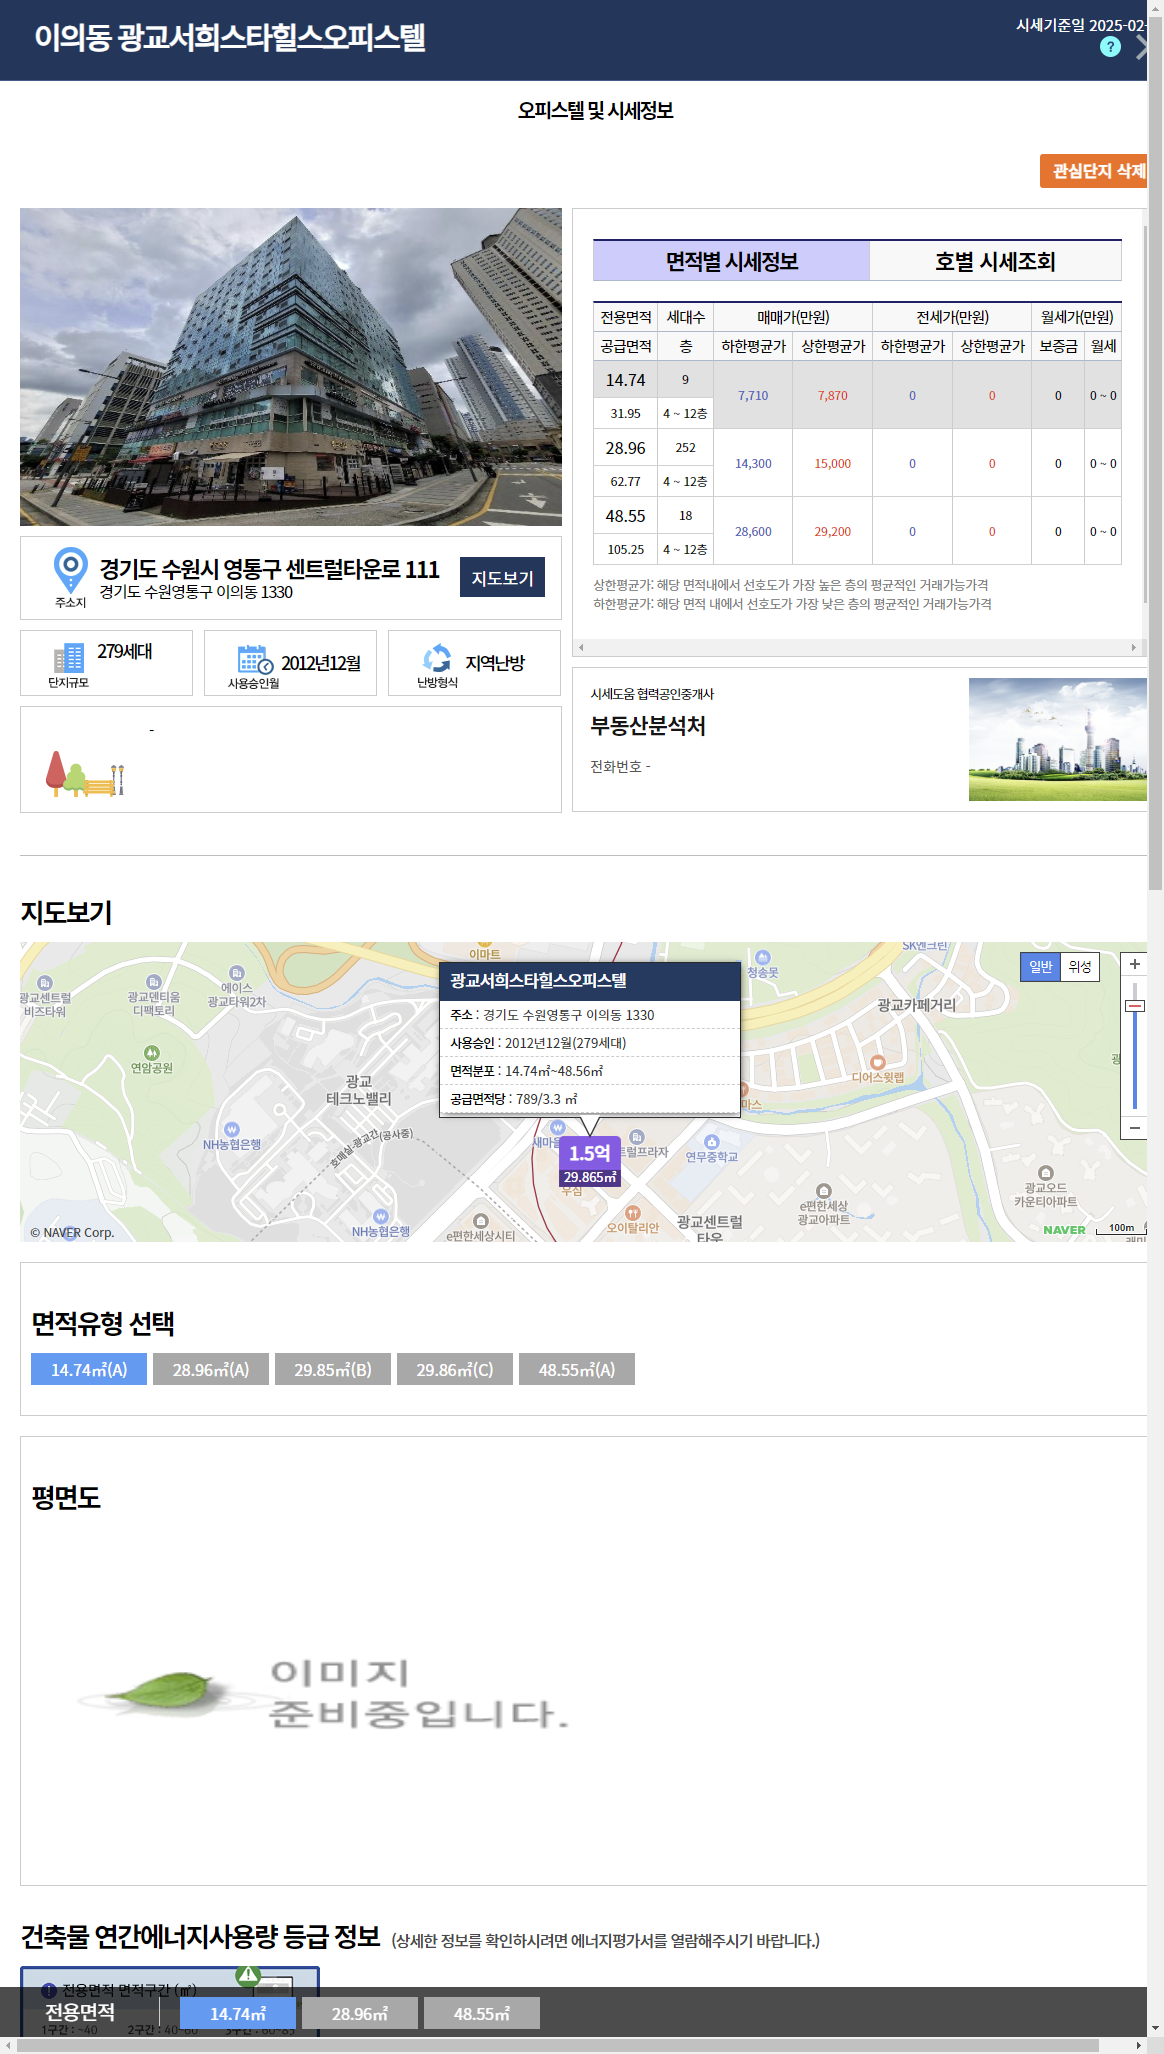 이의동 광교서희스타힐스오피스텔
시세기준일 2025-02-
?
오피스텔 및 시세정보
관심단지 삭제
면적별 시세정보 호별 시세조회
전용면적 세대수 매매가(만원) 전세가(만원) 월세가(만원)
공급면적 층 하한평균가 상한평균가 하한평균가 상한평균가 보증금 월세
14.74 9 7,710 7,870 0 0 0 0 ~ 0
31.95 4 ~ 12층
28.96 252 14,300 15,000 0 0 0 0 ~ 0
62.77 4 ~ 12층
48.55 18 28,600 29,200 0 0 0 0 ~ 0
105.25 4 ~ 12층
상한평균가: 해당 면적내에서 선호도가 가장 높은 층의 평균적인 거래가능가격
하한평균가: 해당 면적 내에서 선호도가 가장 낮은 층의 평균적인 거래가능가격
주소지
경기도 수원시 영통구 센트럴타운로 111
경기도 수원영통구 이의동 1330
지도보기
279세대
단지규모
2012년12월
사용승인월
지역난방
난방형식
-
시세도움 협력공인중개사
부동산분석처
전화번호 -
지도보기
이마트
SK앤크린
청송못
일반 위성
광교센트럴
비즈타워
광교덴티움
디팩토리
에이스
광교타워2차
광교카페거리
연암공원
광교
테크노밸리
디어스윗랩
NH농협은행
호매실-광교간(공사중)
광교서희스타힐스오피스텔
주소 : 경기도 수원영통구 이의동 1330
사용승인 : 2012년12월(279세대)
면적분포 : 14.74㎡~48.56㎡
공급면적당 : 789/3.3 ㎡
마스
새마을
트럴프라자
연무중학교
1.5억
29.865㎡
우심
오이탈리안
광교센트럴
타운
e편한세상
광교아파트
광교오드
카운티아파트
NH농협은행
e편한세상시티
© NAVER Corp.
NAVER
100m
면적유형 선택
14.74㎡(A) 28.96㎡(A) 29.85㎡(B) 29.86㎡(C) 48.55㎡(A)
평면도
이미지
준비중입니다.
건축물 연간에너지사용량 등급 정보 (상세한 정보를 확인하시려면 에너지평가서를 열람해주시기 바랍니다.)
전용면적 면적구간 (㎡)
전용면적 14.74㎡ 28.96㎡ 48.55㎡
1구간 : ~40 2구간 : 40~60 3구간 : 60~85